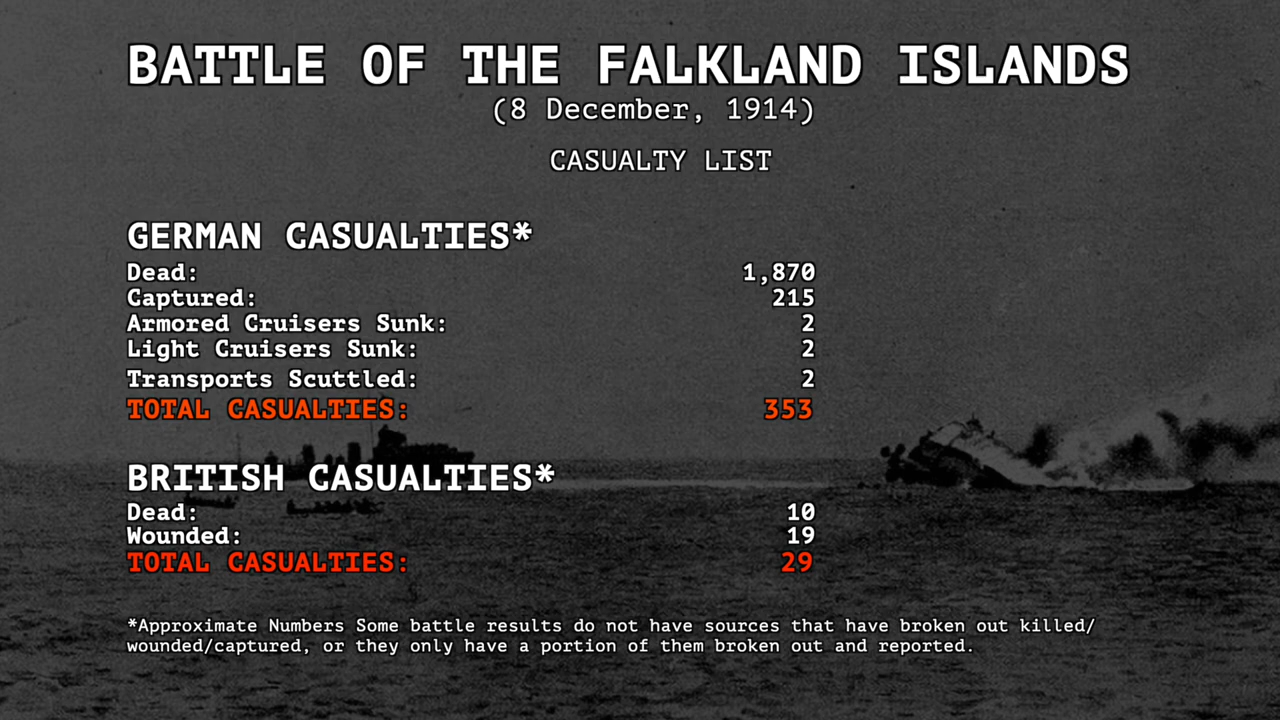 BATTLE OF THE FALKLAND ISLANDS
(8 December, 1914)
CASUALTY LIST
GERMAN CASUALTIES*
Dead: 1,870
Captured: 215
Armored Cruisers Sunk: 2
Light Cruisers Sunk: 2
Transports Scuttled: 2
TOTAL CASUALTIES: 353
BRITISH CASUALTIES*
Dead: 10
Wounded: 19
TOTAL CASUALTIES: 29
*Approximate Numbers Some battle results do not have sources that have broken out killed/
wounded/captured, or they only have a portion of them broken out and reported.